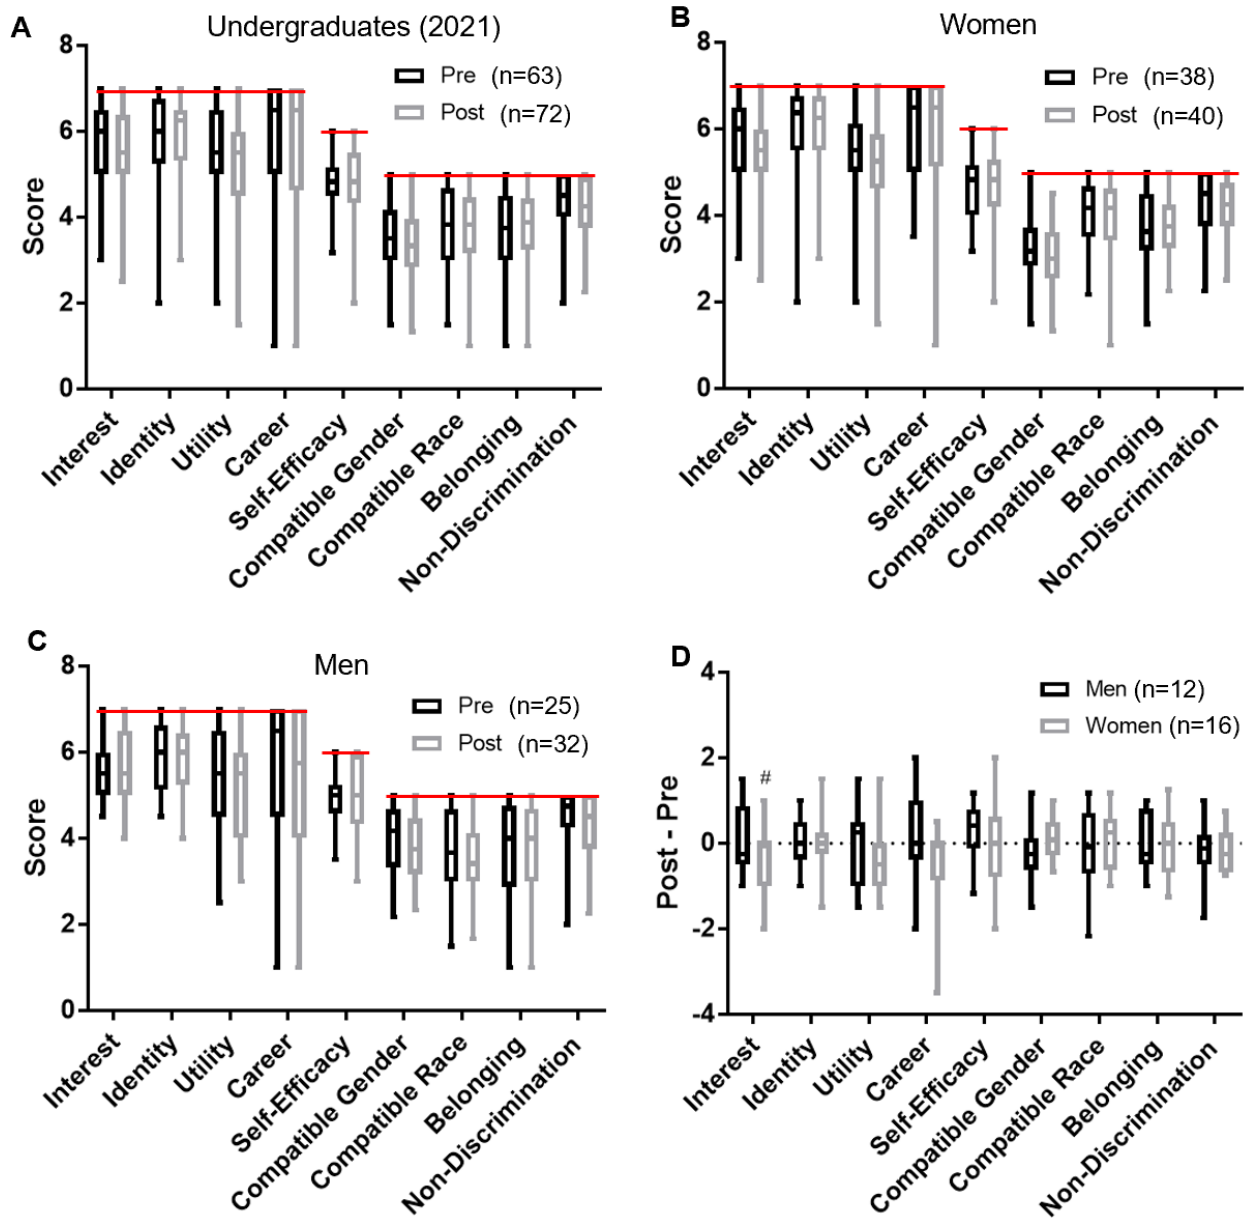 A
Undergraduates (2021)
Pre (n=63)
Post (n=72)
Score
8
6
4
2
0
Interest
Identity
Utility
Career
Self-Efficacy
Compatible Gender
Compatible Race
Belonging
Non-Discrimination
B
Women
Pre (n=38)
Post (n=40)
Score
8
6
4
2
0
Interest
Identity
Utility
Career
Self-Efficacy
Compatible Gender
Compatible Race
Belonging
Non-Discrimination
C
Men
Pre (n=25)
Post (n=32)
Score
8
6
4
2
0
Interest
Identity
Utility
Career
Self-Efficacy
Compatible Gender
Compatible Race
Belonging
Non-Discrimination
D
Men (n=12)
Women (n=16)
#
Post - Pre
4
2
0
-2
-4
Interest
Identity
Utility
Career
Self-Efficacy
Compatible Gender
Compatible Race
Belonging
Non-Discrimination